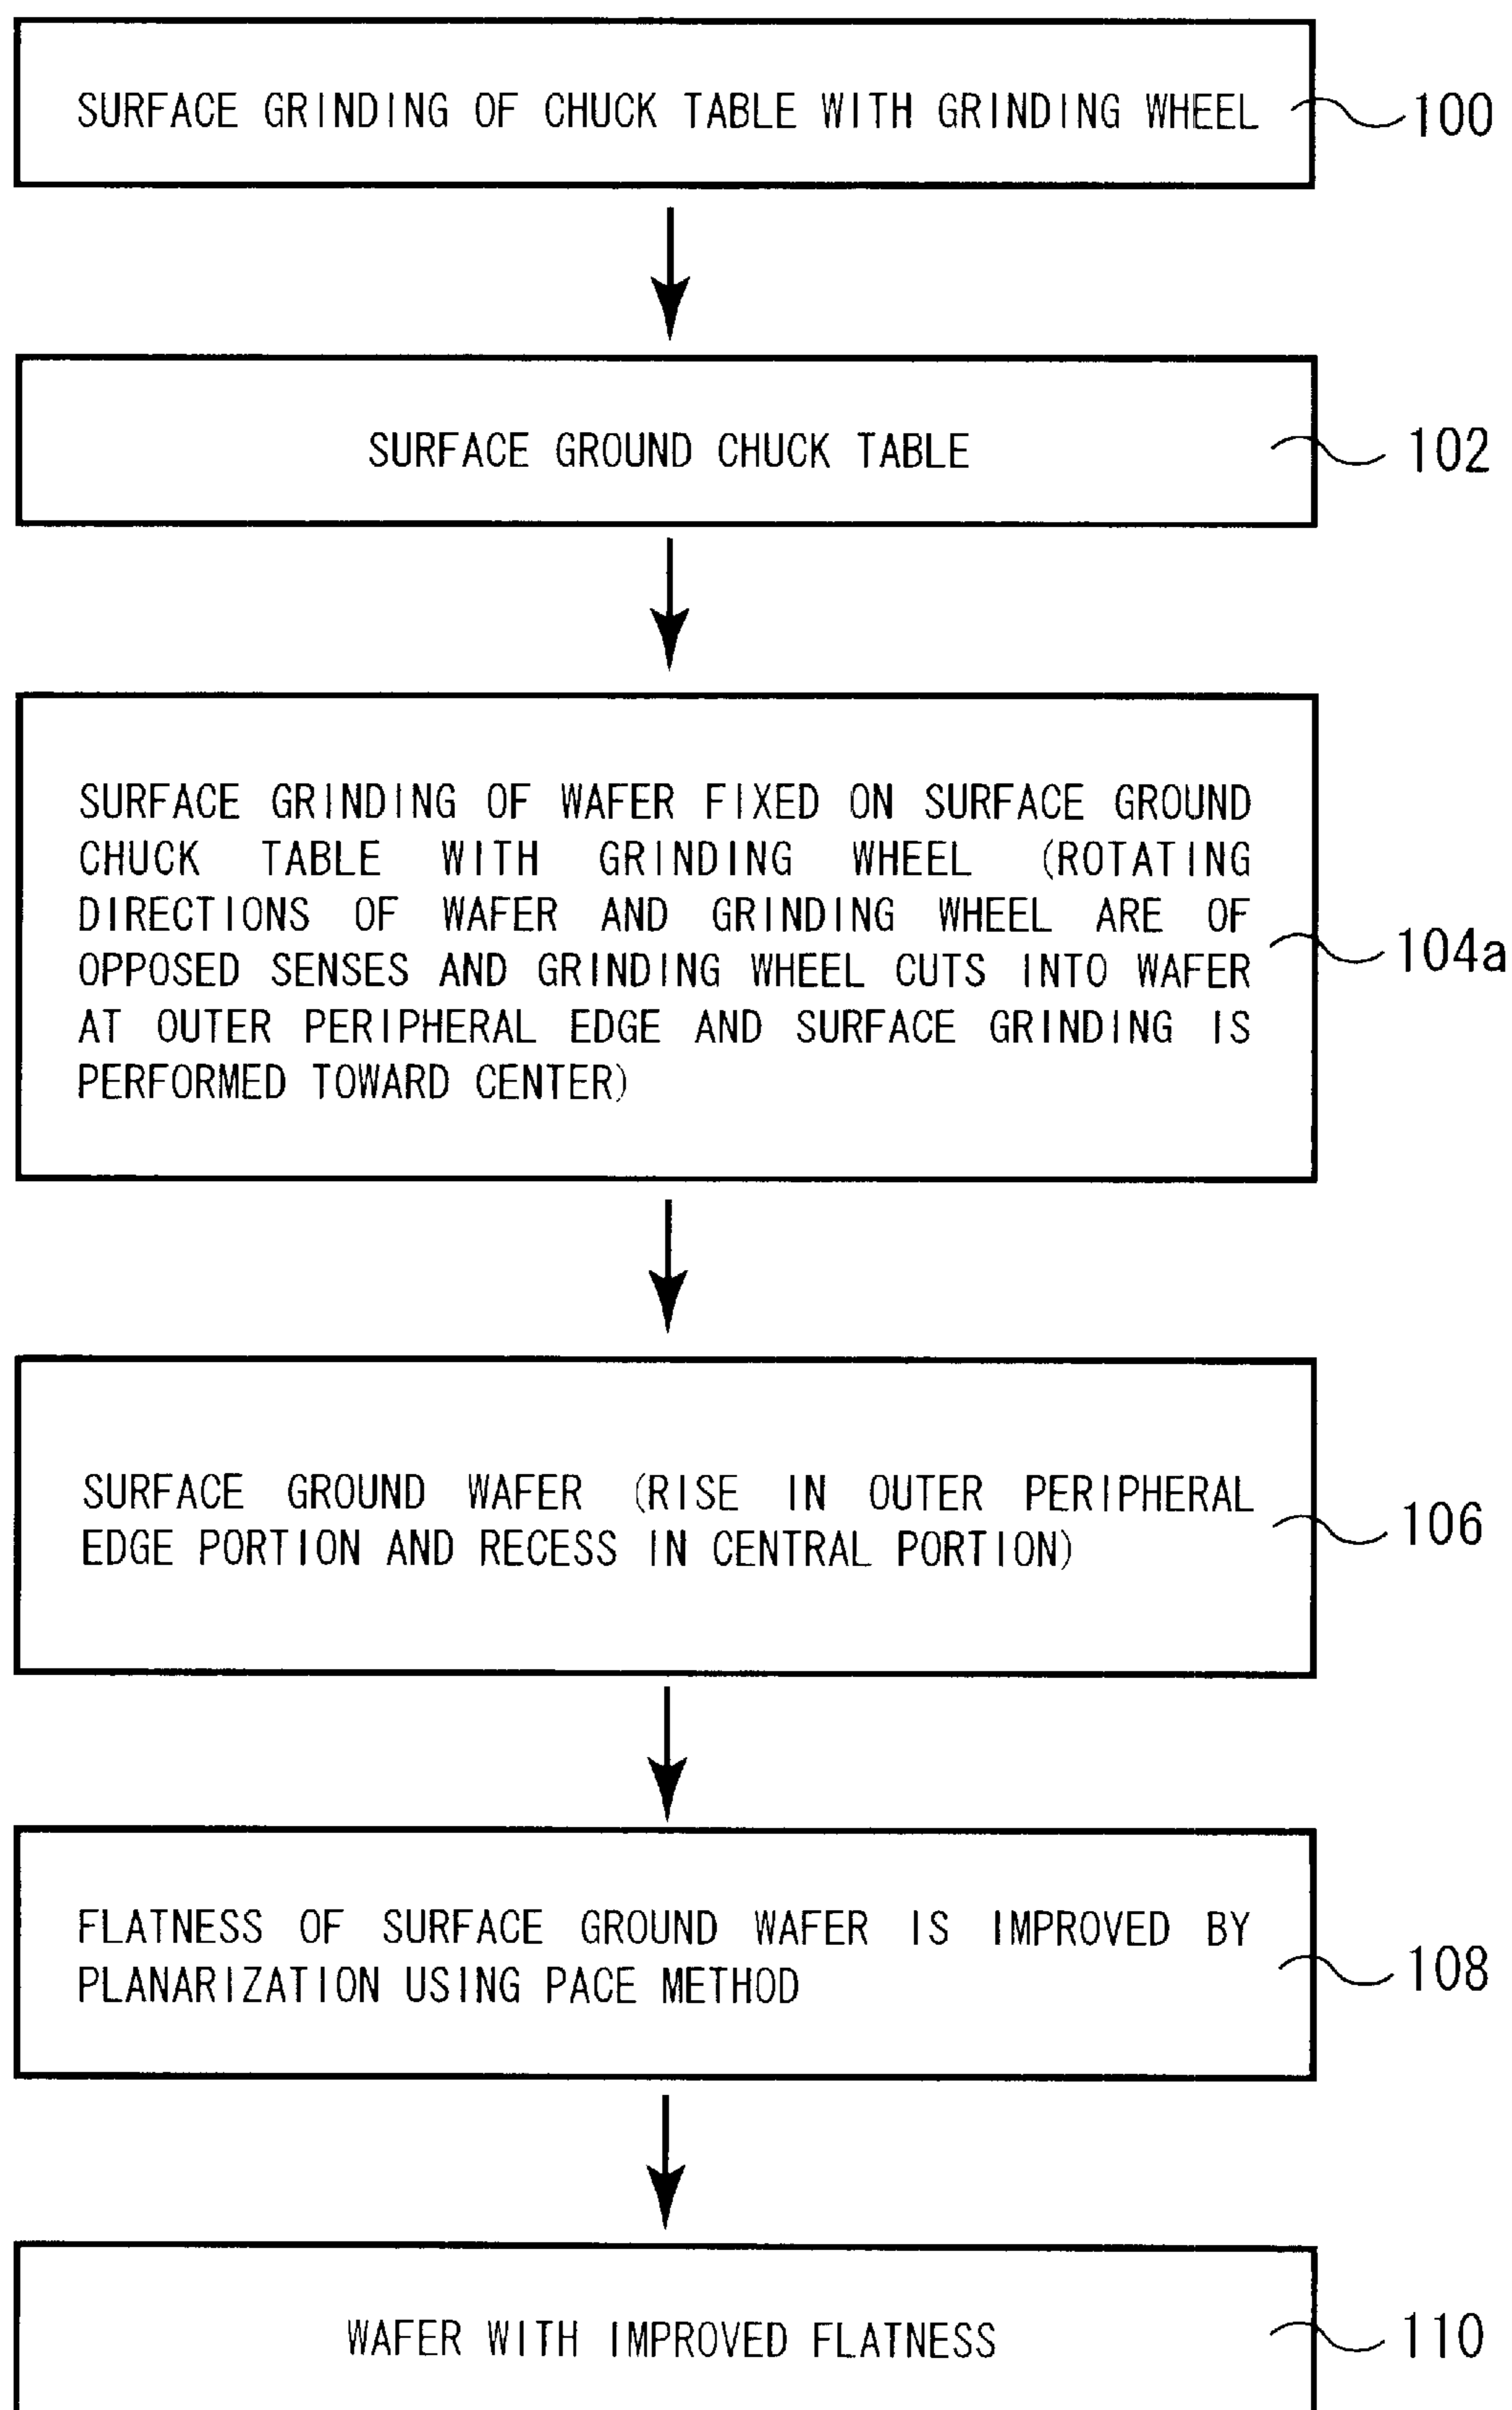 SURFACE GRINDING OF CHUCK TABLE WITH GRINDING WHEEL
100
SURFACE GROUND CHUCK TABLE
102
SURFACE GRINDING OF WAFER FIXED ON SURFACE GROUND
CHUCK TABLE WITH GRINDING WHEEL (ROTATING
DIRECTIONS OF WAFER AND GRINDING WHEEL ARE OF
OPPOSED SENSES AND GRINDING WHEEL CUTS INTO WAFER
AT OUTER PERIPHERAL EDGE AND SURFACE GRINDING IS
PERFORMED TOWARD CENTER)
104a
SURFACE GROUND WAFER (RISE IN OUTER PERIPHERAL
EDGE PORTION AND RECESS IN CENTRAL PORTION)
106
FLATNESS OF SURFACE GROUND WAFER IS IMPROVED BY
PLANARIZATION USING PACE METHOD
108
WAFER WITH IMPROVED FLATNESS
110